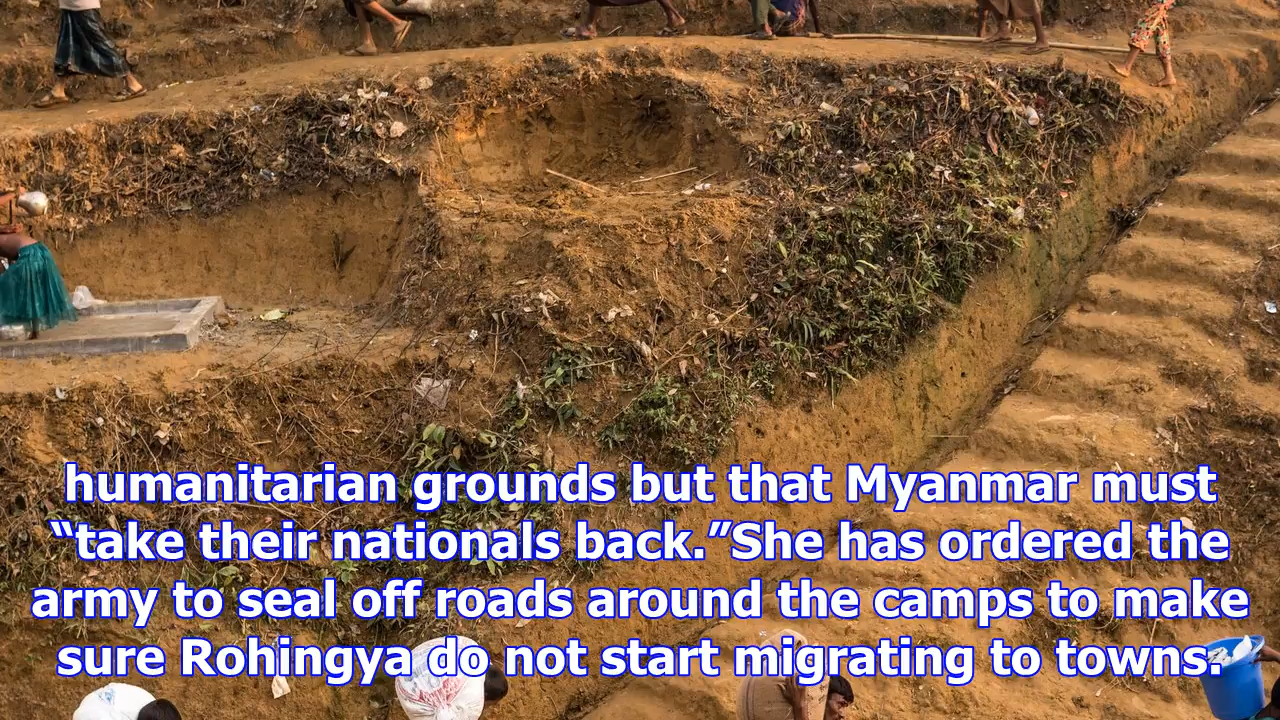 humanitarian grounds but that Myanmar must
“take their nationals back.”She has ordered the
army to seal off roads around the camps to make
sure Rohingya do not start migrating to towns.